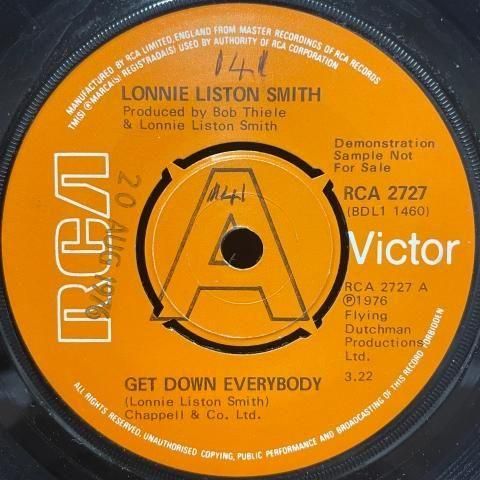 MANUFACTURED BY RCA LIMITED, ENGLAND FROM MASTER RECORDINGS OF RCA RECORDS
TM(S) ® MARCA(S) REGISTRADA(S) USED BY AUTHORITY OF RCA CORPORATION
141
LONNIE LISTON SMITH
Produced by Bob Thiele
& Lonnie Liston Smith
Demonstration
Sample Not
For Sale
RCA 2727
(BDL1 1460)
RCA
20 AUG 1976
A
141
Victor
RCA 2727 A
℗1976
Flying
Dutchman
Productions
Ltd.
3.22
GET DOWN EVERYBODY
(Lonnie Liston Smith)
Chappell & Co. Ltd.
ALL RIGHTS RESERVED. UNAUTHORISED COPYING, PUBLIC PERFORMANCE AND BROADCASTING OF THIS RECORD FORBIDDEN